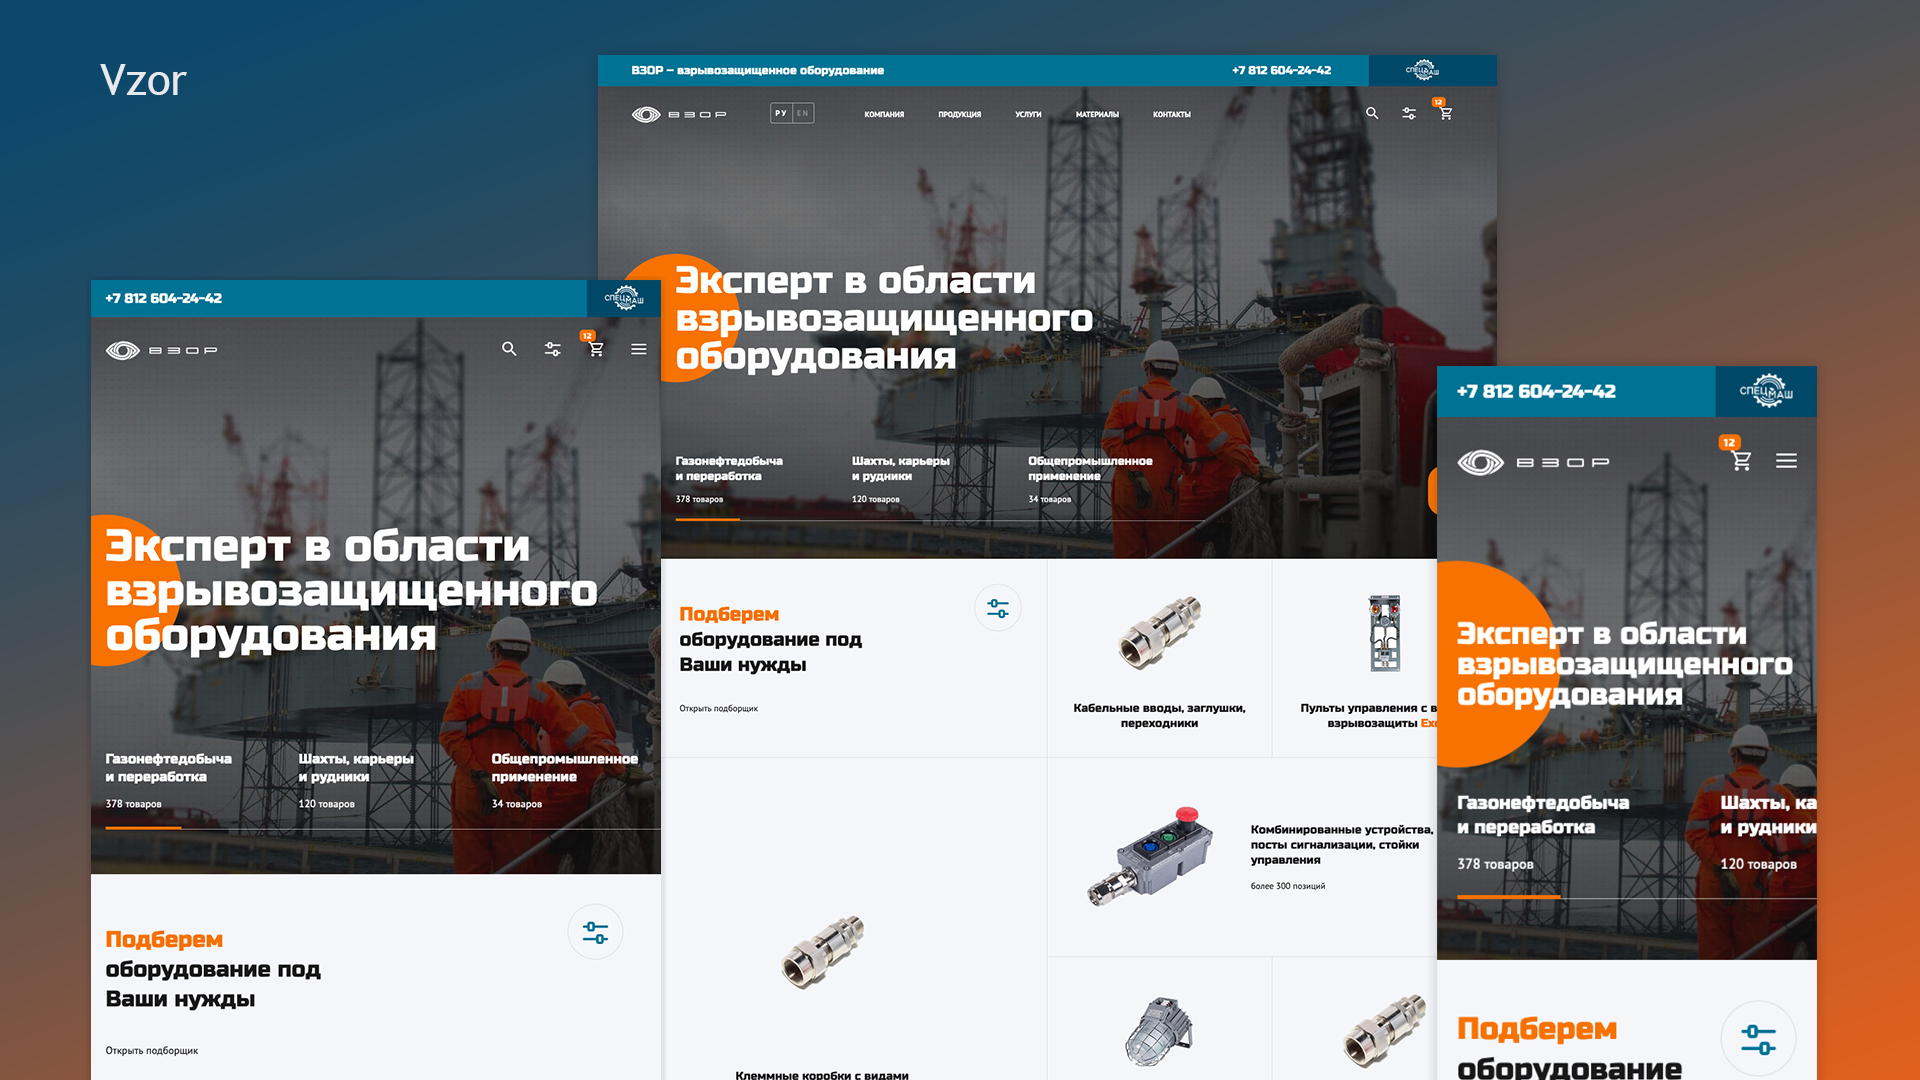 Vzor
ВЗОР – взрывозащищенное оборудование
+7 812 604-24-42
СПЕЦМАШ
ВЗОР
РУ EN
КОМПАНИЯ
ПРОДУКЦИЯ
УСЛУГИ
МАТЕРИАЛЫ
КОНТАКТЫ
12
Эксперт в области
взрывозащищенного
оборудования
Газонефтедобыча
и переработка
378 товаров
Шахты, карьеры
и рудники
120 товаров
Общепромышленное
применение
34 товаров
Подберем
оборудование под
Ваши нужды
Открыть подборщик
Кабельные вводы, заглушки,
переходники
Пульты управления с в
взрывозащиты Exd
Комбинированные устройства,
посты сигнализации, стойки
управления
более 300 позиций
Клеммные коробки с видами
+7 812 604-24-42
СПЕЦМАШ
ВЗОР
12
Эксперт в области
взрывозащищенного
оборудования
Газонефтедобыча
и переработка
378 товаров
Шахты, карьеры
и рудники
120 товаров
Общепромышленное
применение
34 товаров
Подберем
оборудование под
Ваши нужды
Открыть подборщик
+7 812 604-24-42
СПЕЦМАШ
ВЗОР
12
Эксперт в области
взрывозащищенного
оборудования
Газонефтедобыча
и переработка
378 товаров
Шахты, ка
и рудники
120 товаров
Подберем
оборудование